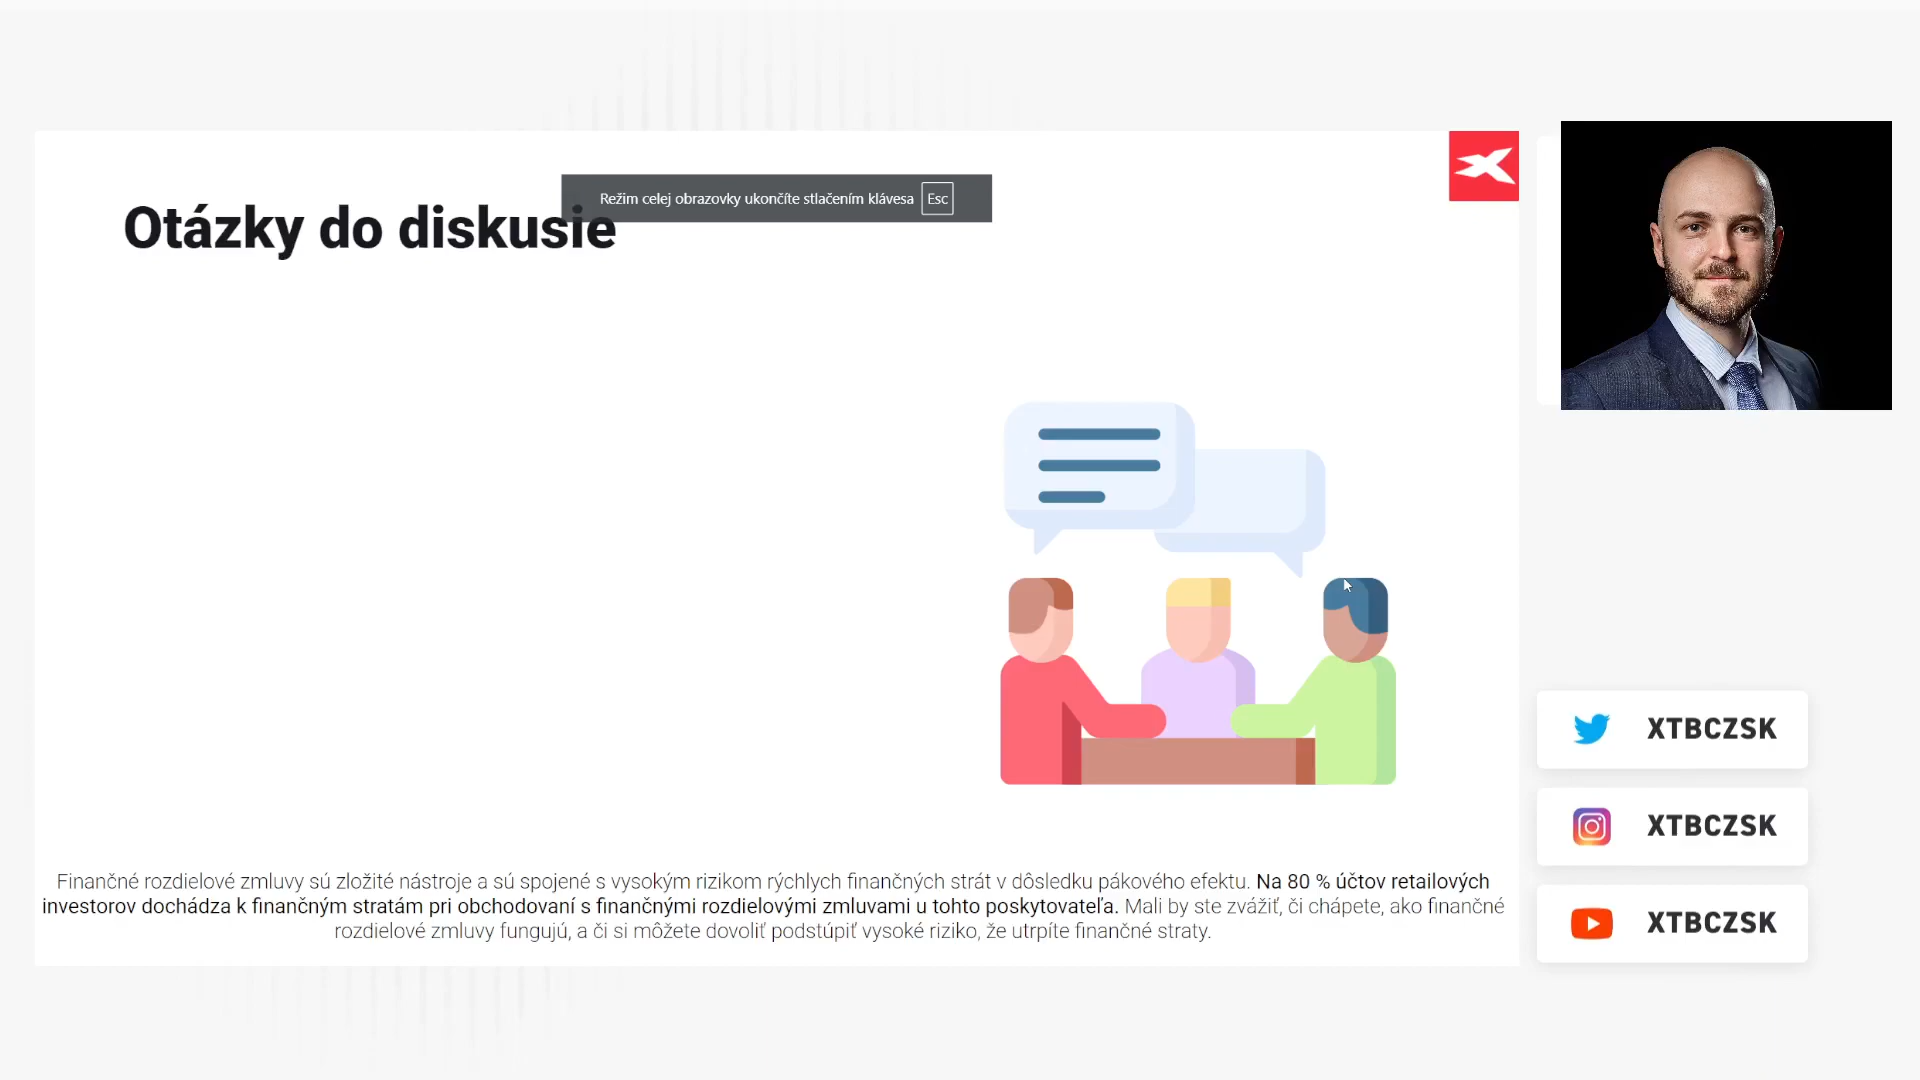 Režim celej obrazovky ukončíte stlačením klávesa Esc
Otázky do diskusie
Finančné rozdielové zmluvy sú zložité nástroje a sú spojené s vysokým rizikom rýchlych finančných strát v dôsledku pákového efektu. Na 80 % účtov retailových
investorov dochádza k finančným stratám pri obchodovaní s finančnými rozdielovými zmluvami u tohto poskytovateľa. Mali by ste zvážiť, či chápete, ako finančné
rozdielové zmluvy fungujú, a či si môžete dovoliť podstúpiť vysoké riziko, že utrpíte finančné straty.
XTBCZSK
XTBCZSK
XTBCZSK